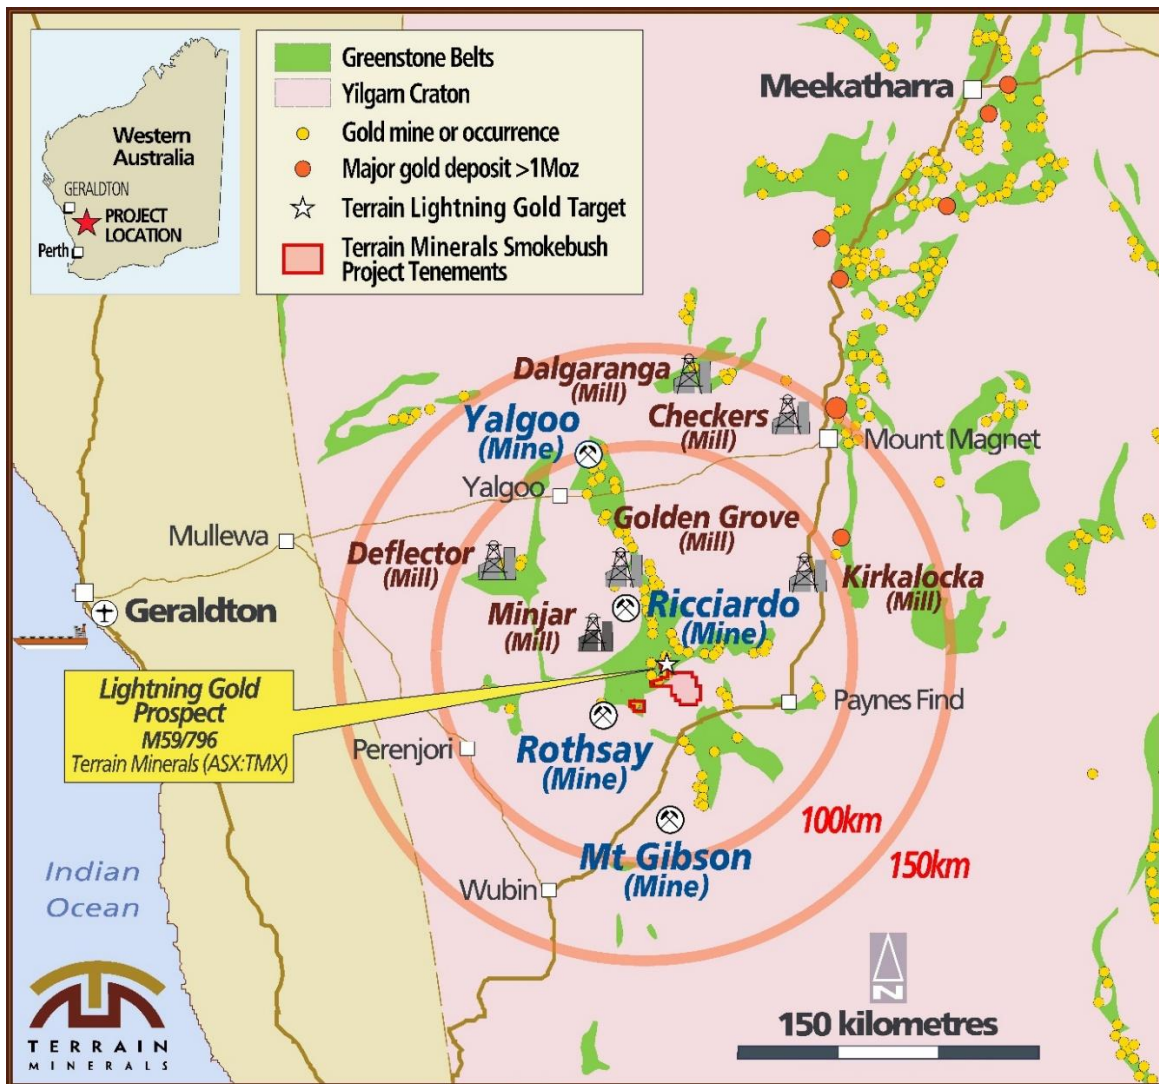 Western
Australia
GERALDTON
PROJECT
LOCATION
Perth
Greenstone Belts
Yilgarn Craton
Gold mine or occurrence
Major gold deposit >1Moz
Terrain Lightning Gold Target
Terrain Minerals Smokebush
Project Tenements
Meekatharra
Dalgaranga
(Mill)
Checkers
(Mill)
Yalgoo
(Mine)
Mount Magnet
Yalgoo
Golden Grove
(Mill)
Mullewa
Deflector
(Mill)
Kirkalocka
(Mill)
Geraldton
Minjar
(Mill)
Ricciardo
(Mine)
Lightning Gold
Prospect
M59/796
Terrain Minerals (ASX:TMX)
Paynes Find
Rothsay
(Mine)
Perenjori
100km
150km
Mt Gibson
(Mine)
Wubin
Indian
Ocean
TERRAIN
MINERALS
N
150 kilometres